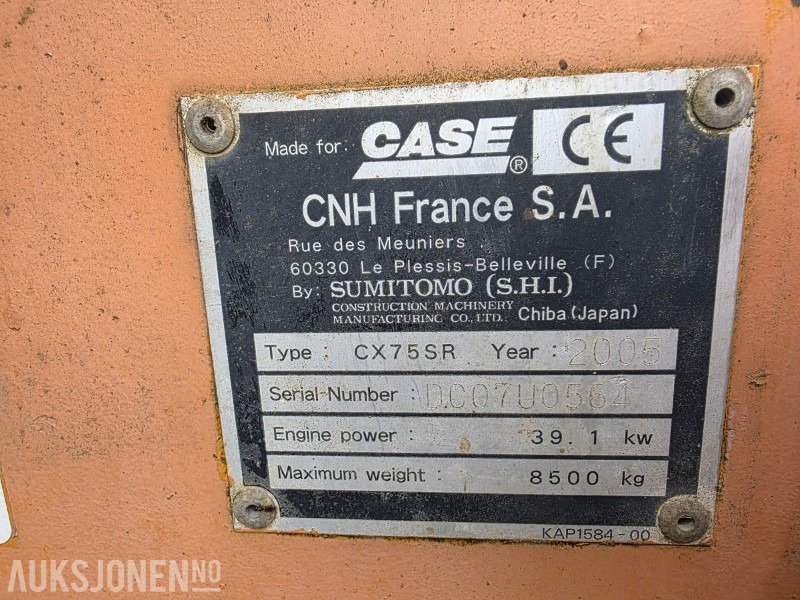 Made for: CASE ® CE
CNH France S.A.
Rue des Meuniers
60330 Le Plessis-Belleville (F)
By: SUMITOMO (S.H.I.)
CONSTRUCTION MACHINERY
MANUFACTURING CO., LTD. Chiba (Japan)
Type : CX75SR Year : 2005
Serial-Number : DC07U0564
Engine power : 39.1 kw
Maximum weight : 8500 kg
KAP1584-00
AUKSJONEN.NO